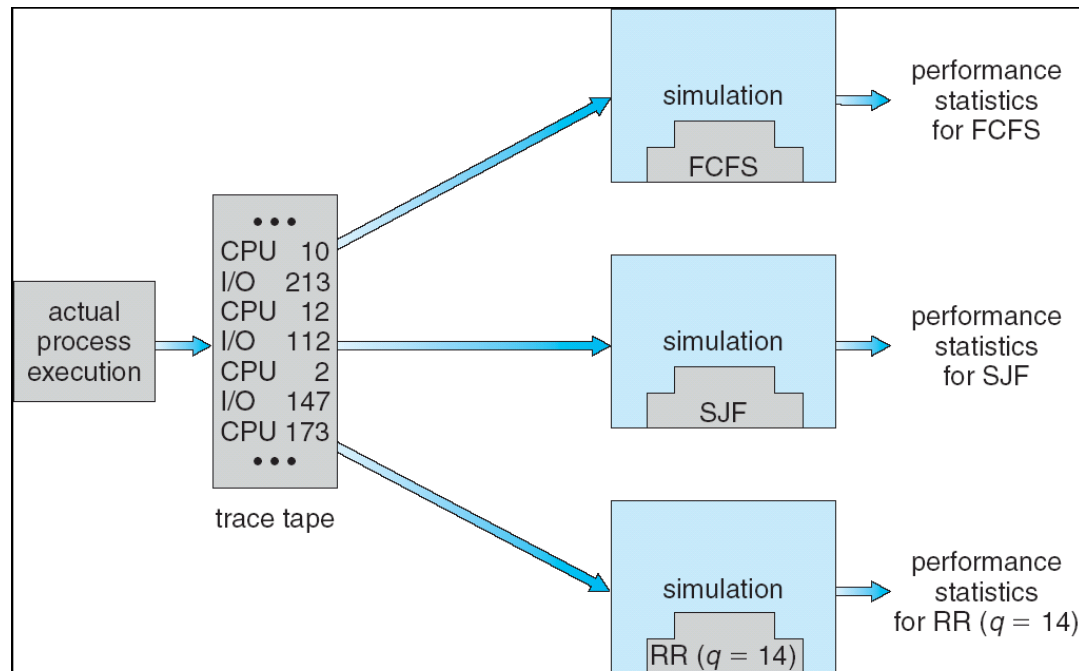 actual
process
execution
• • •
CPU 10
I/O 213
CPU 12
I/O 112
CPU 2
I/O 147
CPU 173
• • •
trace tape
simulation
FCFS
performance
statistics
for FCFS
simulation
SJF
performance
statistics
for SJF
simulation
RR (q = 14)
performance
statistics
for RR (q = 14)